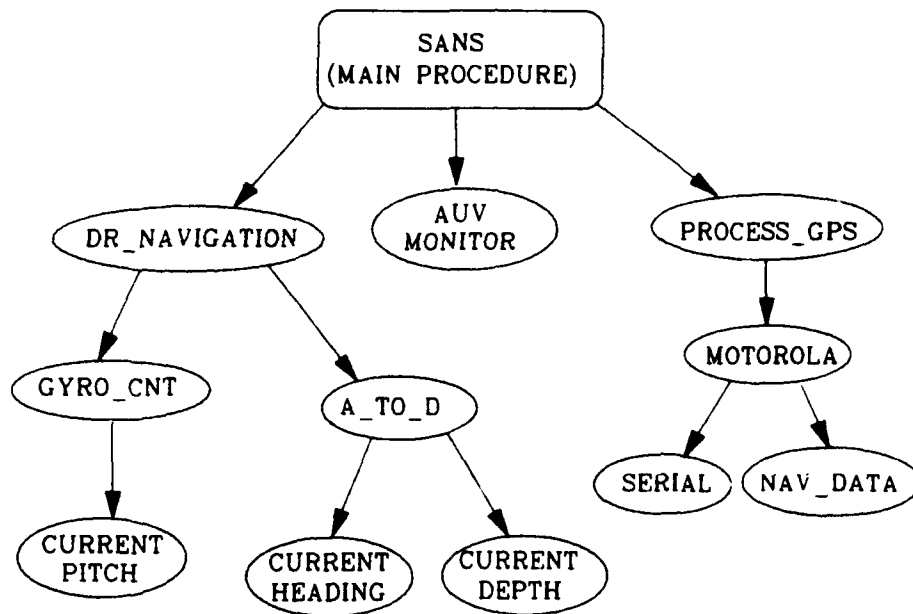 SANS
(MAIN PROCEDURE)
DR_NAVIGATION
AUV
MONITOR
PROCESS_GPS
GYRO_CNT
A_TO_D
MOTOROLA
SERIAL
NAV_DATA
CURRENT
PITCH
CURRENT
HEADING
CURRENT
DEPTH